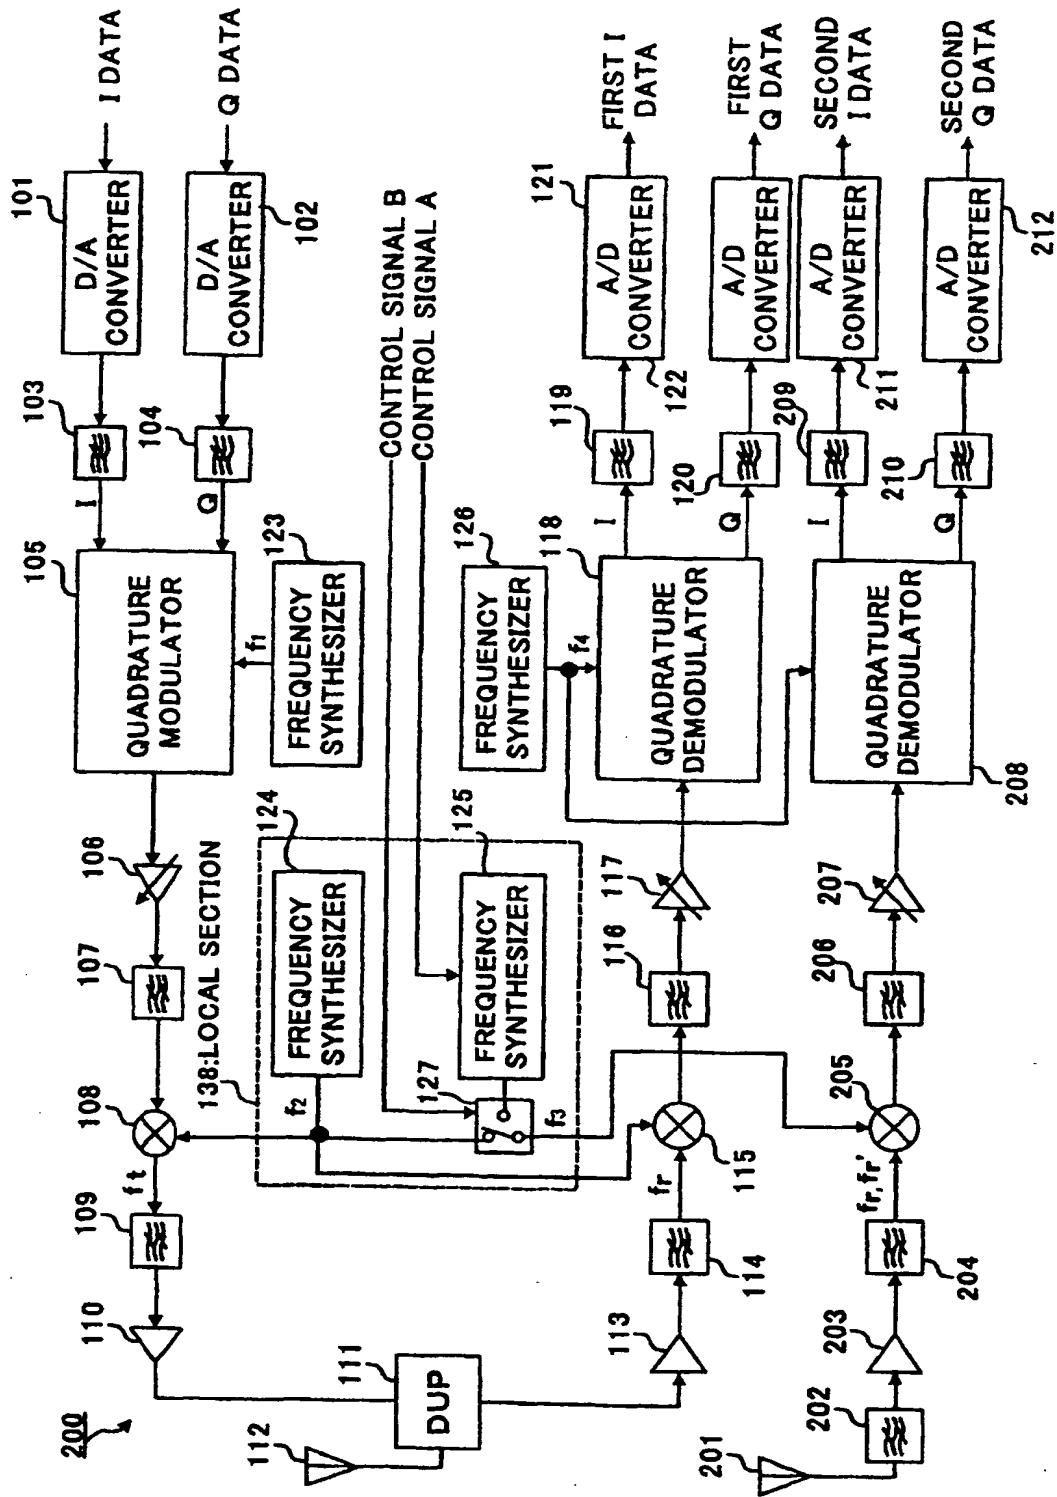 200
112
DUP
111
110
109
ft
108
107
106
QUADRATURE
MODULATOR
105
I
Q
103
104
D/A
CONVERTER
101
D/A
CONVERTER
102
I DATA
Q DATA
f1
FREQUENCY
SYNTHESIZER
123
138:LOCAL SECTION
FREQUENCY
SYNTHESIZER
124
f2
127
f3
FREQUENCY
SYNTHESIZER
125
CONTROL SIGNAL B
CONTROL SIGNAL A
FREQUENCY
SYNTHESIZER
126
f4
113
114
fr
115
116
117
QUADRATURE
DEMODULATOR
118
I
Q
119
120
A/D
CONVERTER
121
A/D
CONVERTER
122
FIRST I
DATA
FIRST
Q DATA
201
202
203
204
fr,fr'
205
206
207
QUADRATURE
DEMODULATOR
208
I
Q
209
210
A/D
CONVERTER
211
A/D
CONVERTER
212
SECOND
I DATA
SECOND
Q DATA